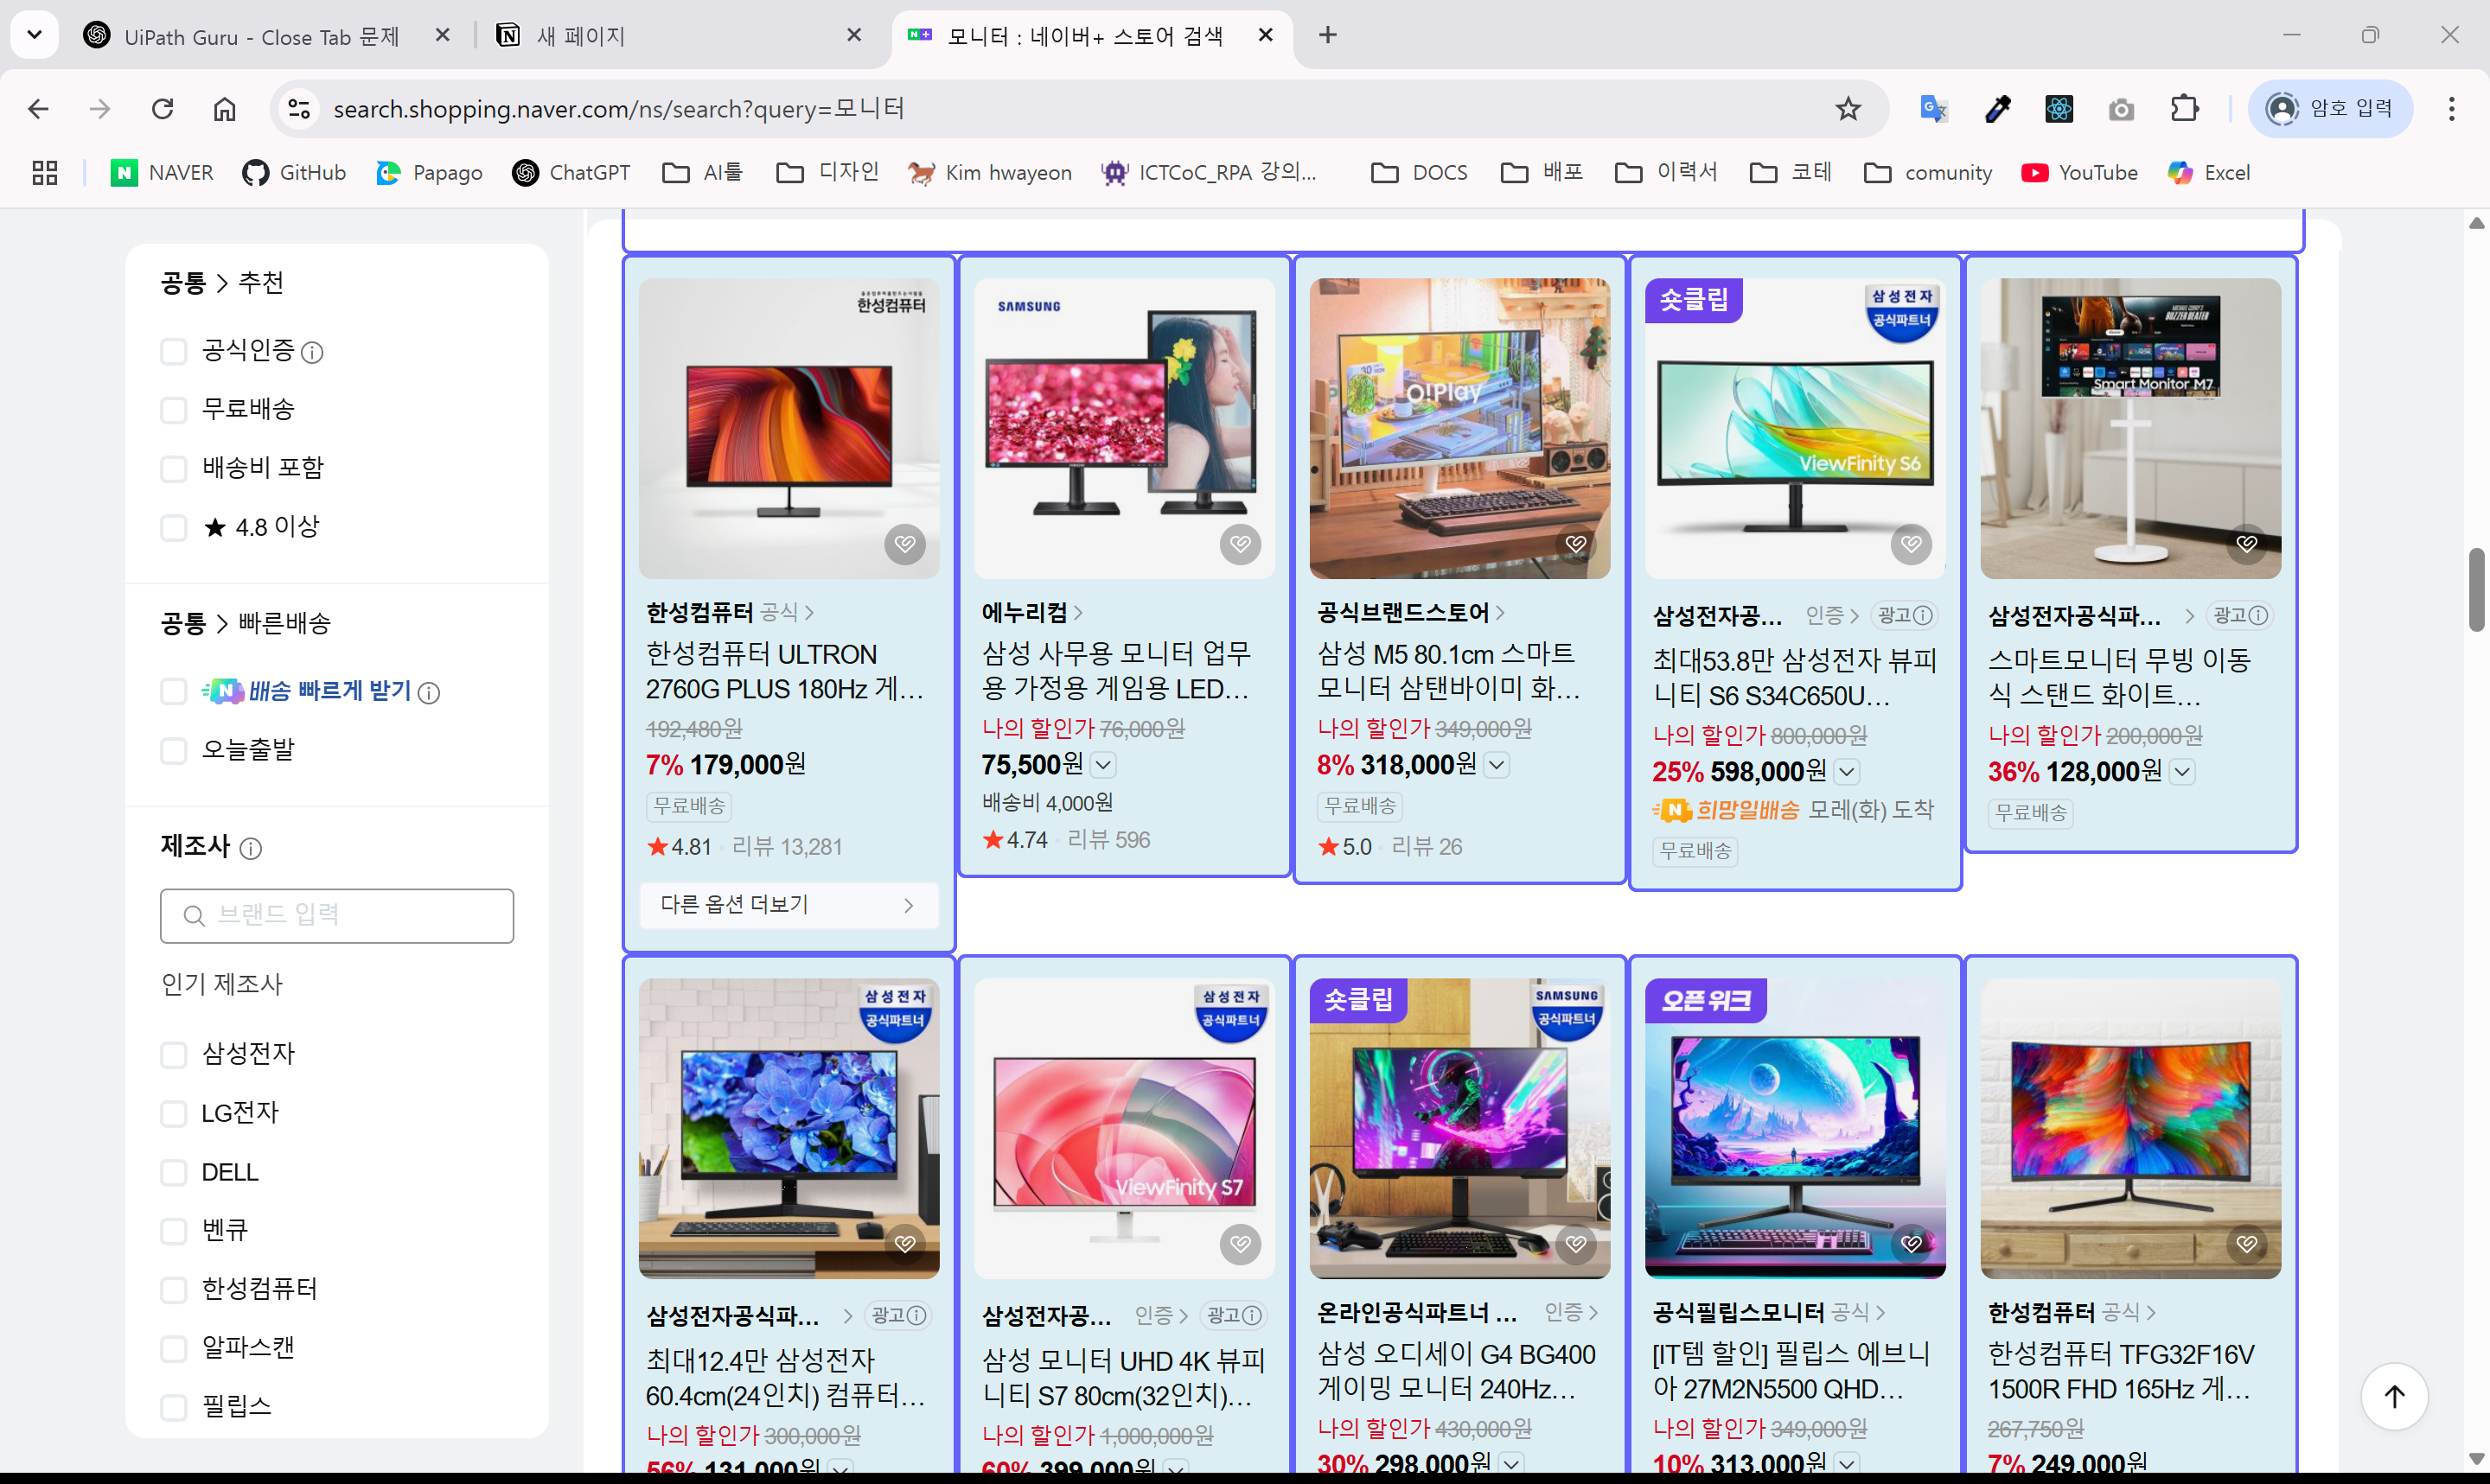 UiPath Guru - Close Tab 문제
새 페이지
모니터 : 네이버+ 스토어 검색
search.shopping.naver.com/ns/search?query=모니터
암호 입력
NAVER
GitHub
Papago
ChatGPT
AI툴
디자인
Kim hwayeon
ICTCoC_RPA 강의...
DOCS
배포
이력서
코테
comunity
YouTube
Excel
공통 > 추천
공식인증
무료배송
배송비 포함
★ 4.8 이상
공통 > 빠른배송
N배송 빠르게 받기
오늘출발
제조사
브랜드 입력
인기 제조사
삼성전자
LG전자
DELL
벤큐
한성컴퓨터
알파스캔
필립스
한성컴퓨터
한성컴퓨터 공식 >
한성컴퓨터 ULTRON
2760G PLUS 180Hz 게...
192,480원
7% 179,000원
무료배송
★4.81 · 리뷰 13,281
다른 옵션 더보기
SAMSUNG
에누리컴 >
삼성 사무용 모니터 업무
용 가정용 게임용 LED...
나의 할인가 76,000원
75,500원
배송비 4,000원
★4.74 · 리뷰 596
O!Play
공식브랜드스토어 >
삼성 M5 80.1cm 스마트
모니터 삼탠바이미 화...
나의 할인가 349,000원
8% 318,000원
무료배송
★5.0 · 리뷰 26
숏클립
삼성전자
공식파트너
ViewFinity S6
삼성전자공... 인증 > 광고
최대53.8만 삼성전자 뷰피
니티 S6 S34C650U...
나의 할인가 800,000원
25% 598,000원
N희망일배송 모레(화) 도착
무료배송
Smart Monitor M7
삼성전자공식파... > 광고
스마트모니터 무빙 이동
식 스탠드 화이트...
나의 할인가 200,000원
36% 128,000원
무료배송
삼성전자
공식파트너
삼성전자공식파... > 광고
최대12.4만 삼성전자
60.4cm(24인치) 컴퓨터...
나의 할인가 300,000원
56% 131,000원
삼성전자
공식파트너
ViewFinity S7
삼성전자공... 인증 > 광고
삼성 모니터 UHD 4K 뷰피
니티 S7 80cm(32인치)...
나의 할인가 1,000,000원
60% 399,000원
숏클립
SAMSUNG
공식파트너
온라인공식파트너 ... 인증 >
삼성 오디세이 G4 BG400
게이밍 모니터 240Hz...
나의 할인가 430,000원
30% 298,000원
오픈위크
공식필립스모니터 공식 >
[IT템 할인] 필립스 에브니
아 27M2N5500 QHD...
나의 할인가 349,000원
10% 313,000원
한성컴퓨터 공식 >
한성컴퓨터 TFG32F16V
1500R FHD 165Hz 게...
267,750원
7% 249,000원